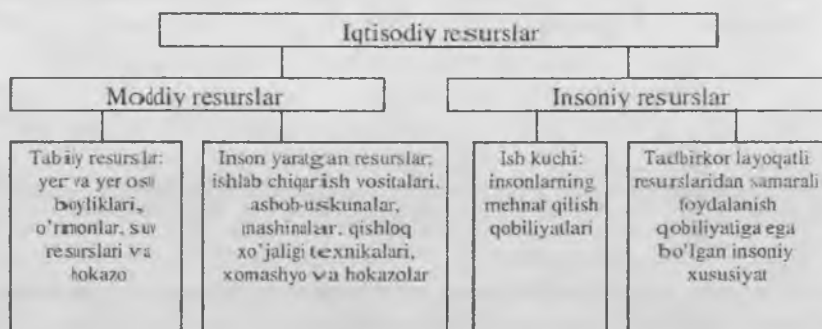 Iqtisodiy resurslar
Moddiy resurslar
Insoniy resurslar
Tabiiy resurslar:
yer va yer osti
boyliklari,
o'rmonlar, suv
resurslari va
hokazo
Inson yaratgan resurslar:
ishlab chiqarish vositalari,
asbob-uskunalar,
mashinalar, qishloq
xo'jaligi texnikalari,
xomashyo va hokazolar
Ish kuchi:
insonlarning
mehnat qilish
qobiliyatlari
Tadbirkor layoqatli
resurslaridan samarali
foydalanish
qobiliyatiga ega
bo'lgan insoniy
xususiyat